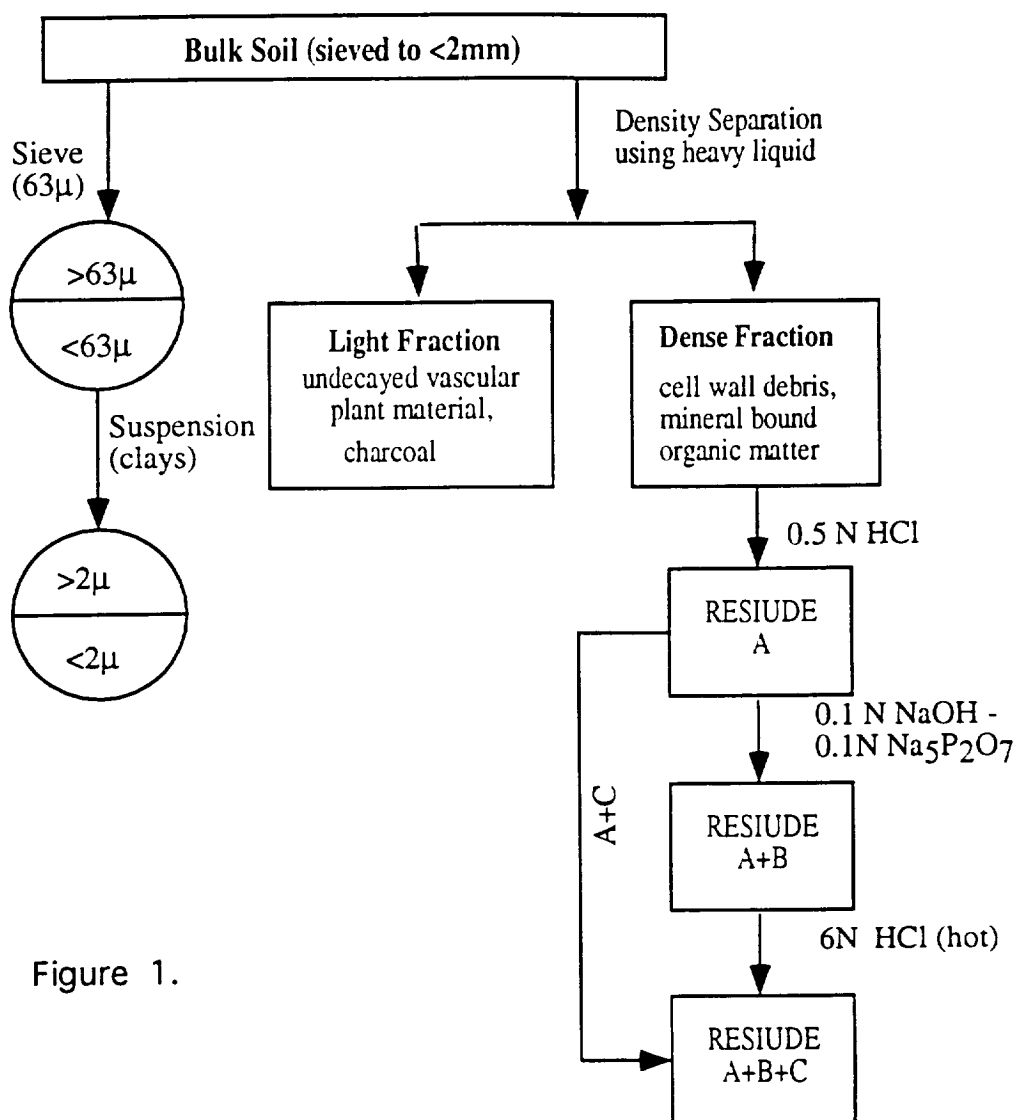 Bulk Soil (sieved to <2mm)
Sieve
(63μ)
Density Separation
using heavy liquid
>63μ
<63μ
Suspension
(clays)
>2μ
<2μ
Light Fraction
undecayed vascular
plant material,
charcoal
Dense Fraction
cell wall debris,
mineral bound
organic matter
0.5 N HCl
RESIUDE
A
0.1 N NaOH -
0.1N Na5P2O7
A+C
RESIUDE
A+B
6N HCl (hot)
RESIUDE
A+B+C
Figure 1.